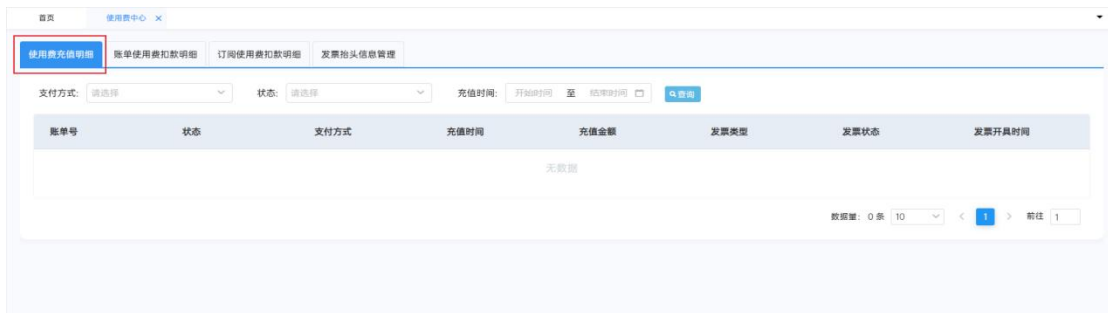 首页 使用费中心 ×
使用费充值明细 账单使用费扣款明细 订阅使用费扣款明细 发票抬头信息管理
支付方式: 请选择 状态: 请选择 充值时间: 开始时间 至 结束时间 查询
账单号 状态 支付方式 充值时间 充值金额 发票类型 发票状态 发票开具时间
无数据
数据量: 0 条 10 < 1 > 前往 1